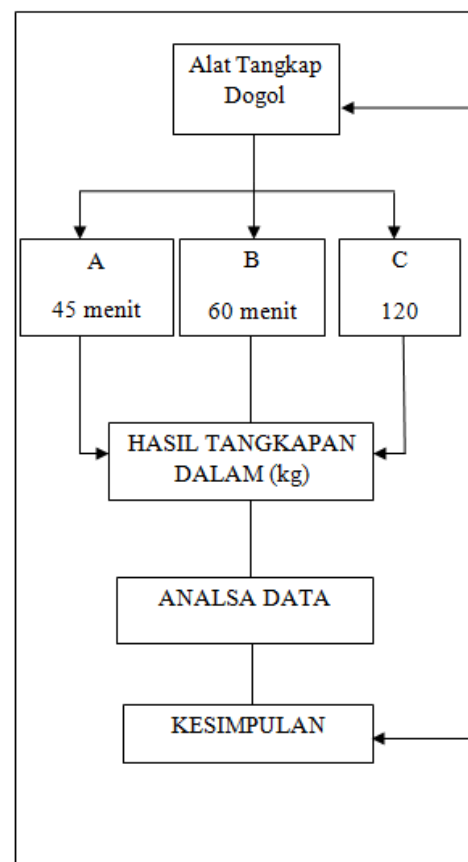 Alat Tangkap
Dogol
A
45 menit
B
60 menit
C
120
HASIL TANGKAPAN
DALAM (kg)
ANALSA DATA
KESIMPULAN